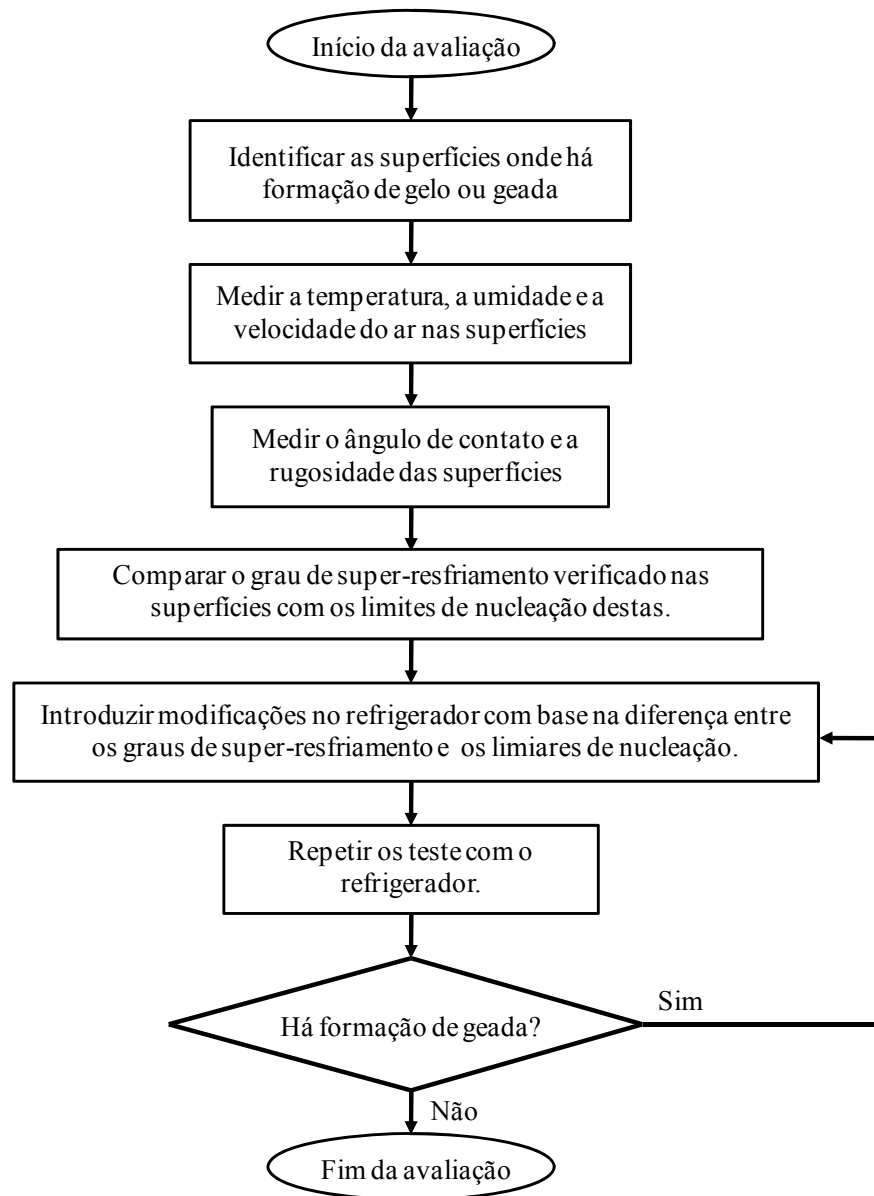 Início da avaliação
Identificar as superfícies onde há
formação de gelo ou geada
Medir a temperatura, a umidade e a
velocidade do ar nas superfícies
Medir o ângulo de contato e a
rugosidade das superfícies
Comparar o grau de super-resfriamento verificado nas
superfícies com os limites de nucleação destas.
Introduzir modificações no refrigerador com base na diferença entre
os graus de super-resfriamento e os limiares de nucleação.
Repetir os teste com o
refrigerador.
Há formação de geada?
Sim
Não
Fim da avaliação